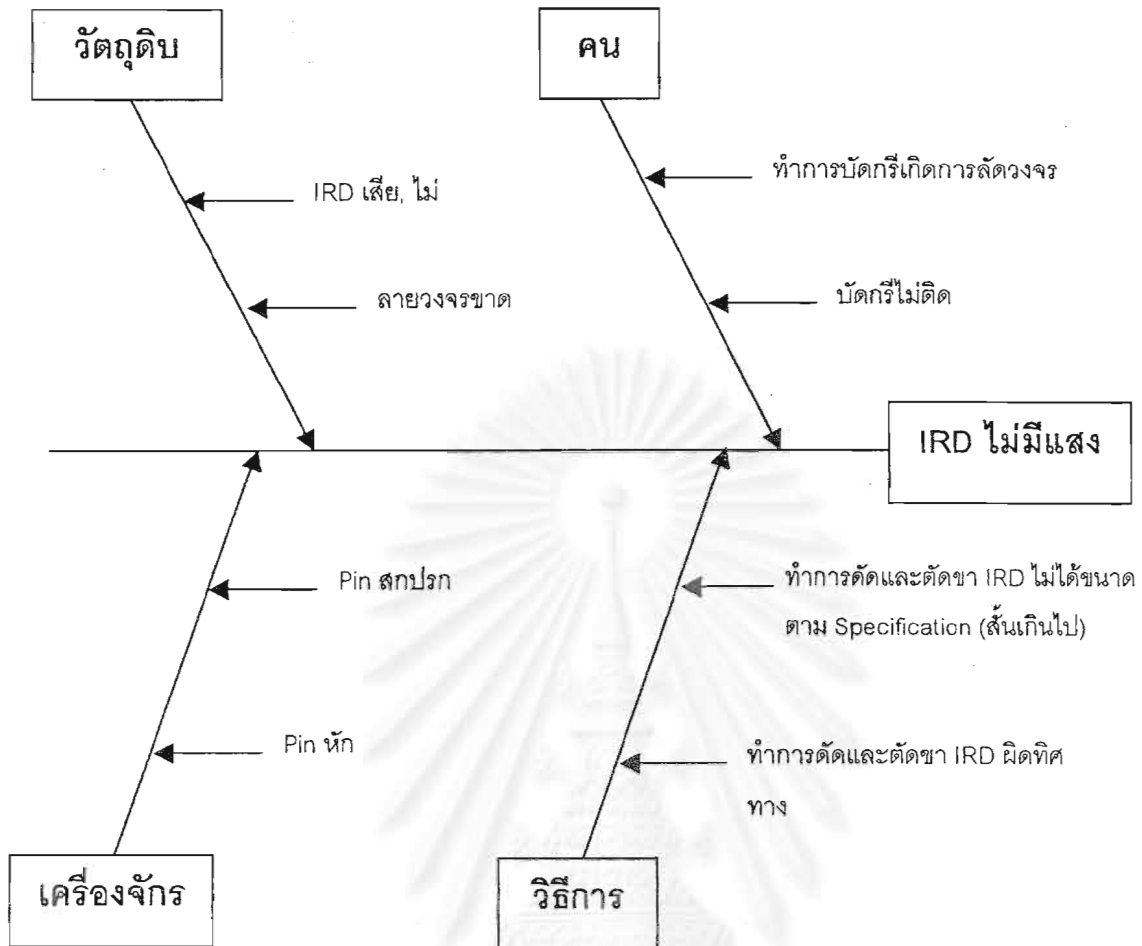 วัตถุดิบ
คน
IRD เสีย, ไม่
ทำการบัดกรีเกิดการลัดวงจร
ลายวงจรขาด
บัดกรีไม่ติด
IRD ไม่มีแสง
Pin สกปรก
ทำการดัดและตัดขา IRD ไม่ได้ขนาด
ตาม Specification (สั้นเกินไป)
Pin หัก
ทำการดัดและตัดขา IRD ผิดทิศ
ทาง
เครื่องจักร
วิธีการ